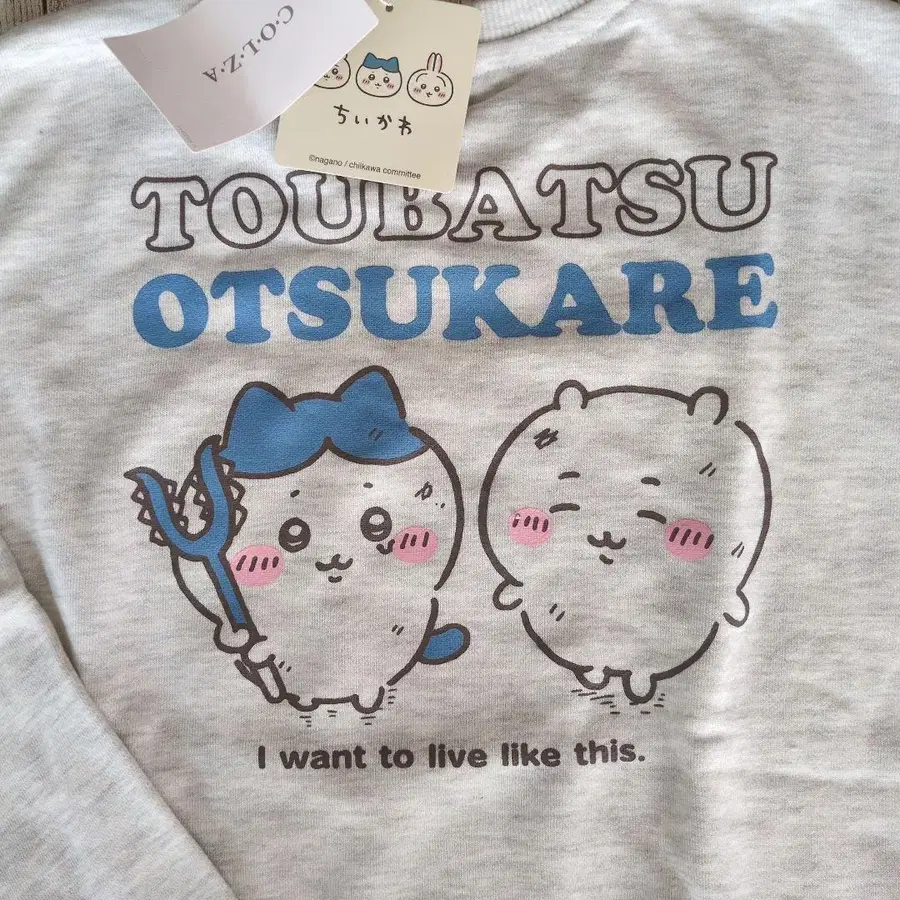 C·O·L·Z·A
ちいかわ
©nagano / chiikawa committee
TOUBATSU
OTSUKARE
I want to live like this.